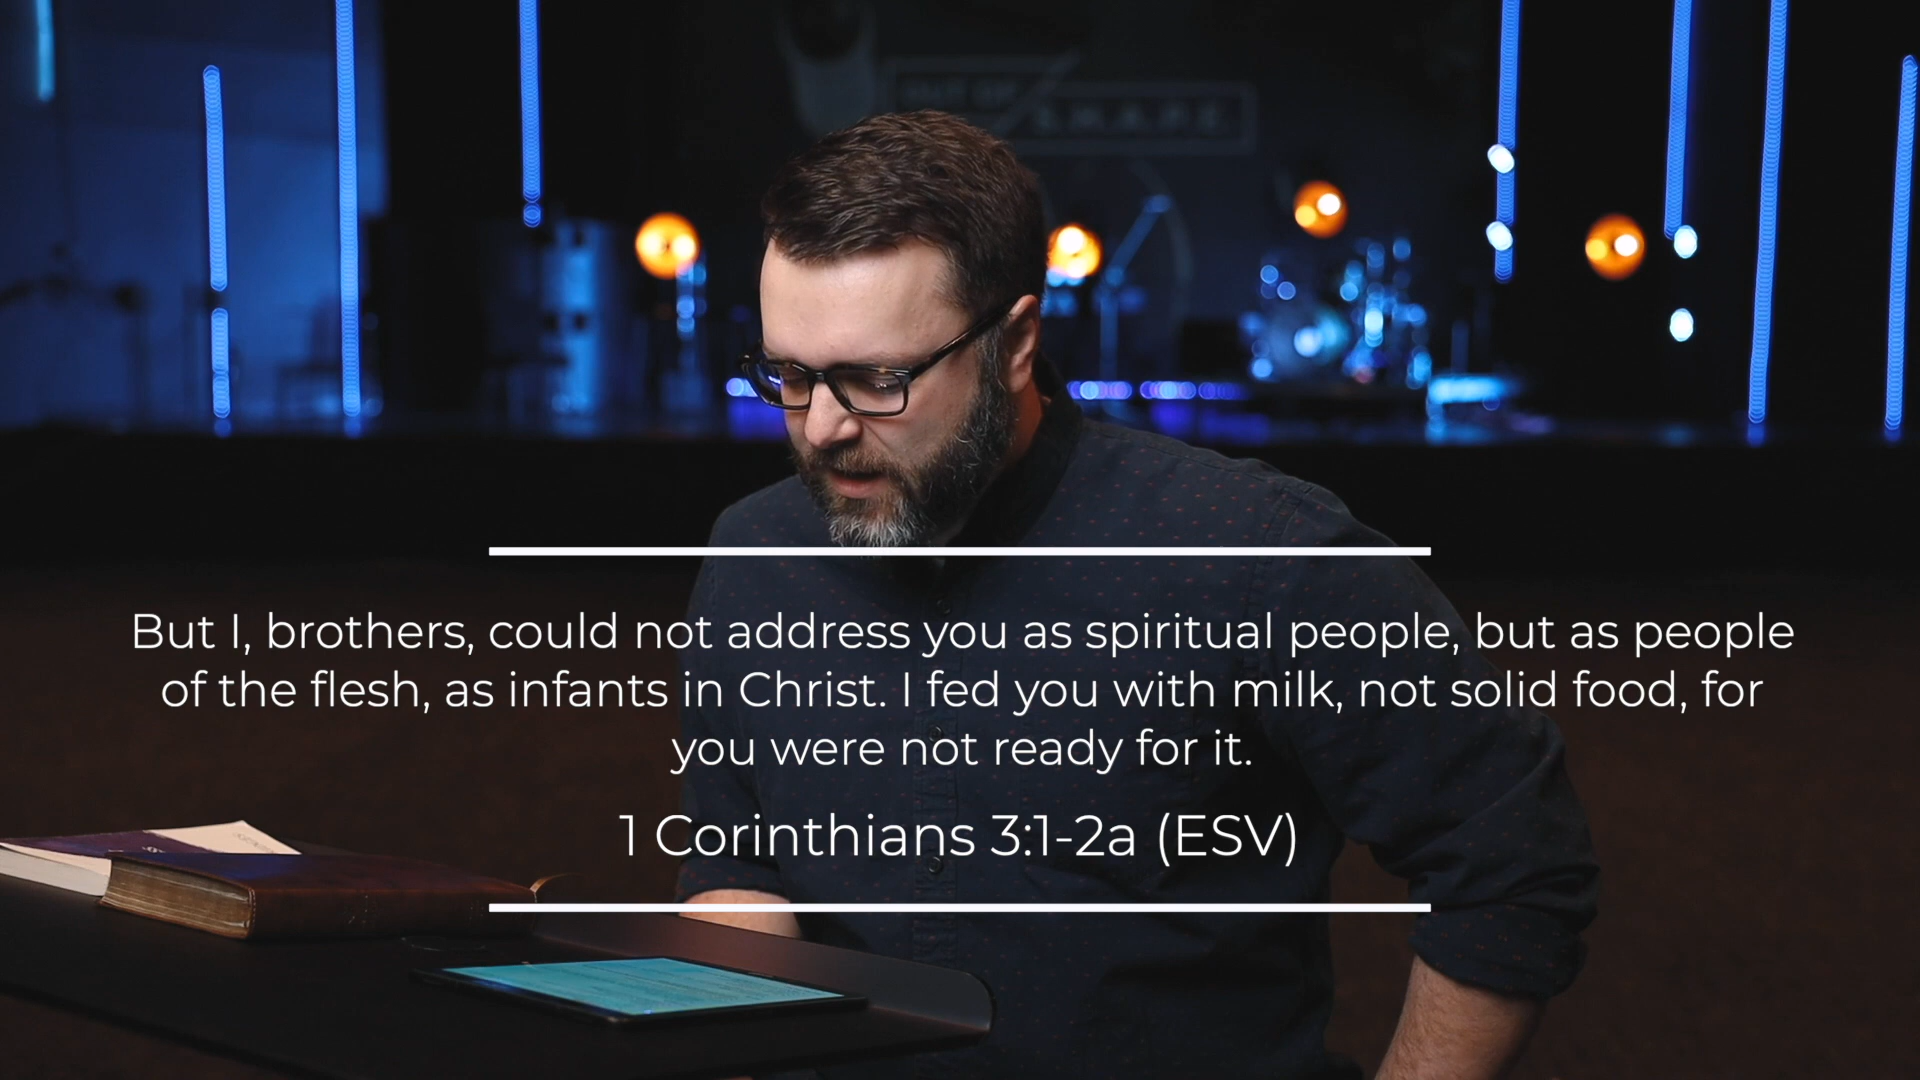 But I, brothers, could not address you as spiritual people, but as people
of the flesh, as infants in Christ. I fed you with milk, not solid food, for
you were not ready for it.
1 Corinthians 3:1-2a (ESV)